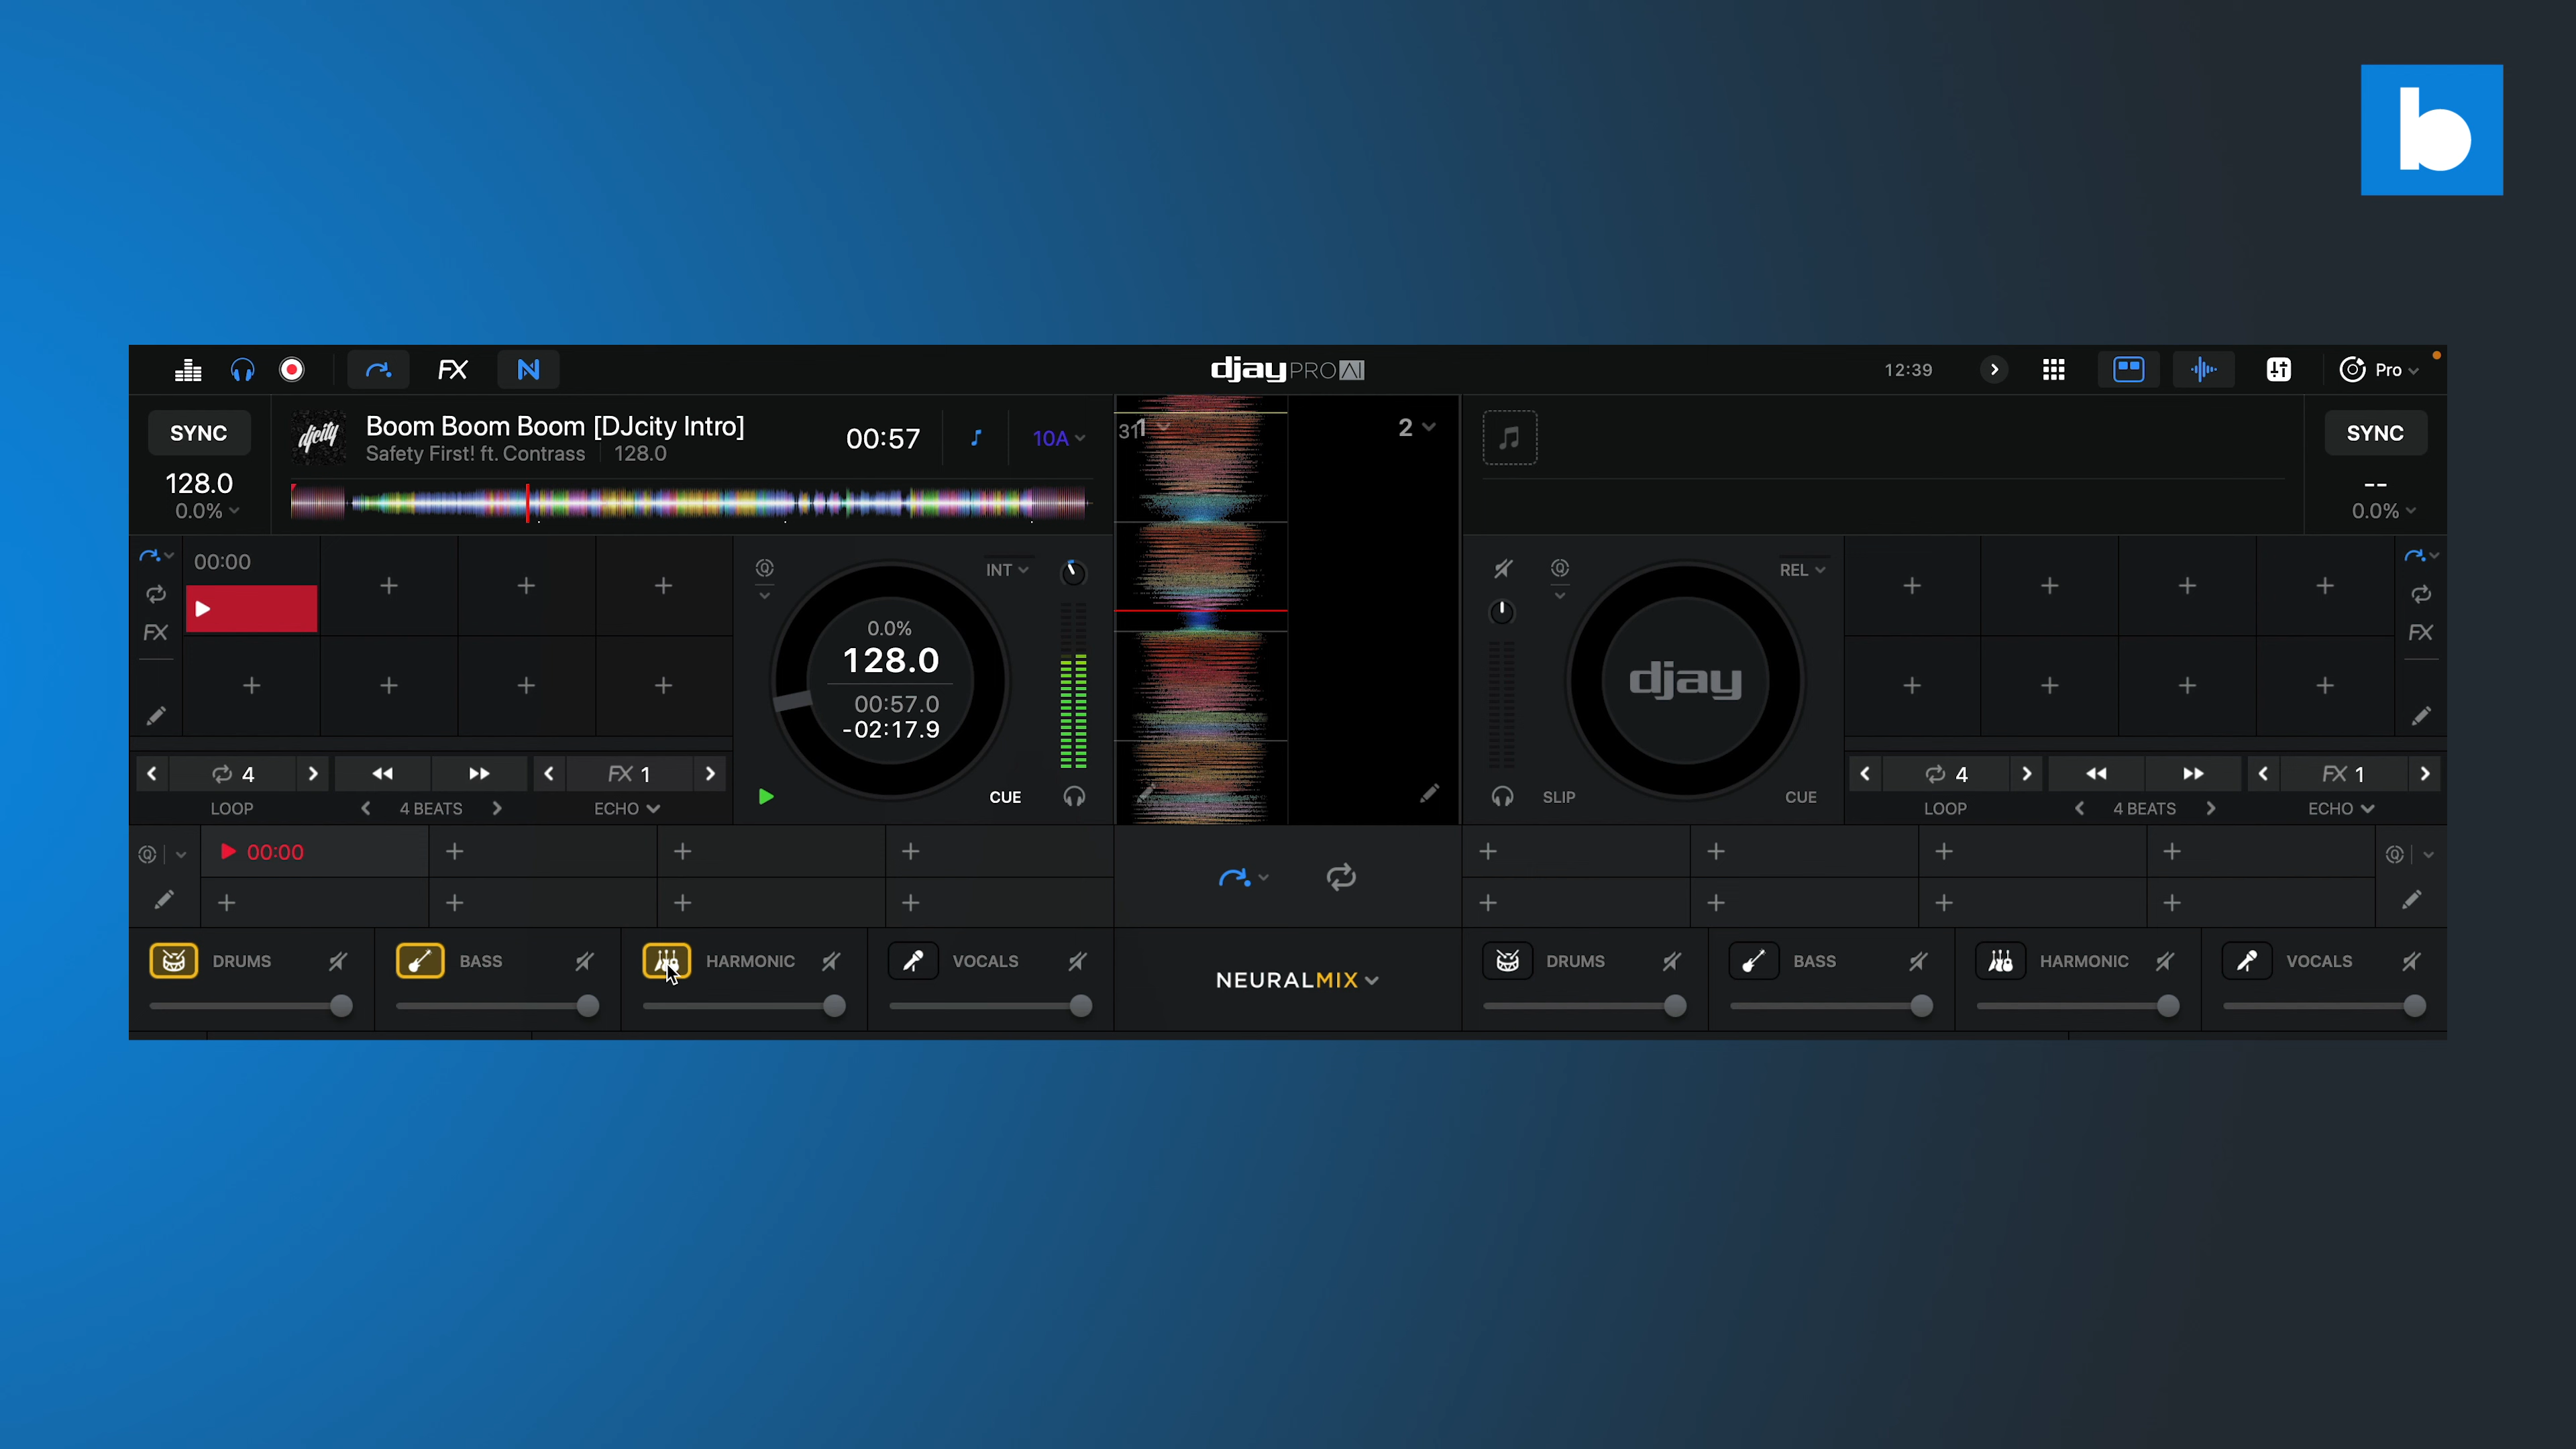 b
FX N djay PRO AI 12:39 Pro
SYNC
128.0
0.0%
djcity
Boom Boom Boom [DJcity Intro]
Safety First! ft. Contrass 128.0
00:57
10A
31
1
2
SYNC
--
0.0%
00:00
FX
Q
INT
0.0%
128.0
00:57.0
-02:17.9
CUE
4
LOOP
4 BEATS
FX 1
ECHO
Q
REL
djay
SLIP
CUE
FX
4
LOOP
4 BEATS
FX 1
ECHO
Q
00:00
Q
DRUMS
BASS
HARMONIC
VOCALS
NEURALMIX
DRUMS
BASS
HARMONIC
VOCALS